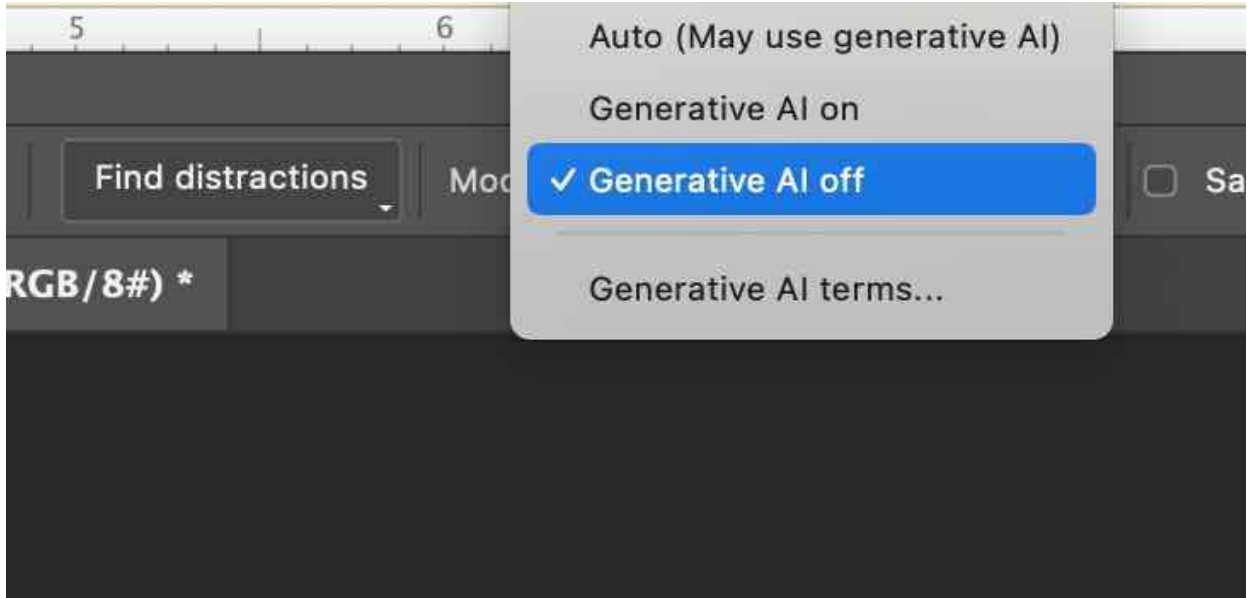 5 6
Auto (May use generative AI)
Generative AI on
Find distractions Mod ✓ Generative AI off Sa
RGB/8#) *
Generative AI terms...